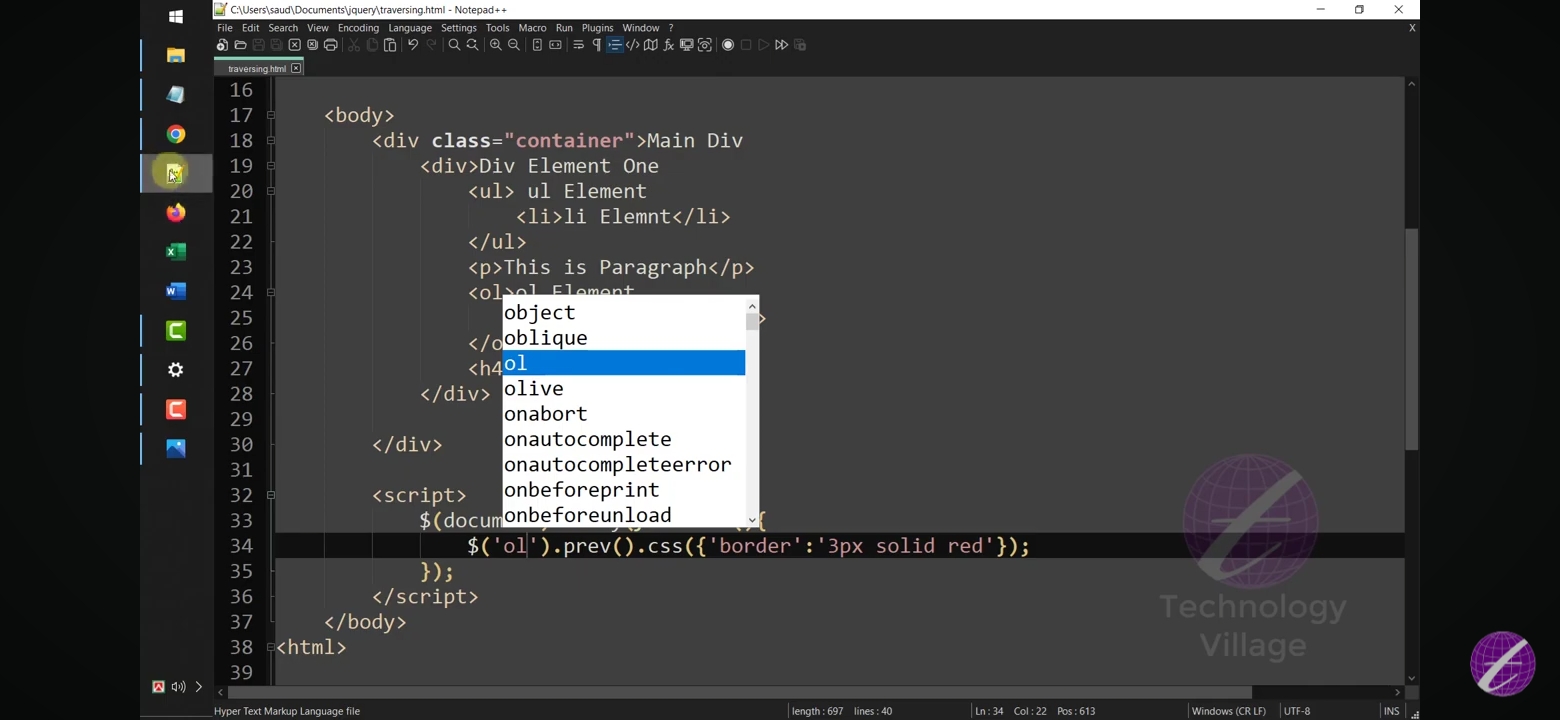 C:\Users\saud\Documents\jquery\traversing.html - Notepad++
File Edit Search View Encoding Language Settings Tools Macro Run Plugins Window ? X
traversing.html
16
17 <body>
18 <div class="container">Main Div
19 <div>Div Element One
20 <ul> ul Element
21 <li>li Elemnt</li>
22 </ul>
23 <p>This is Paragraph</p>
24 <ol>ol Element
25 >
26 </o
27 <h4
28 </div>
29
30 </div>
31
32 <script>
33 $(docum (){
34 $('ol').prev().css({'border':'3px solid red'});
35 });
36 </script>
37 </body>
38 <html>
39
object
oblique
ol
olive
onabort
onautocomplete
onautocompleteerror
onbeforeprint
onbeforeunload
Technology
Village
Hyper Text Markup Language file length : 697 lines : 40 Ln : 34 Col : 22 Pos : 613 Windows (CR LF) UTF-8 INS